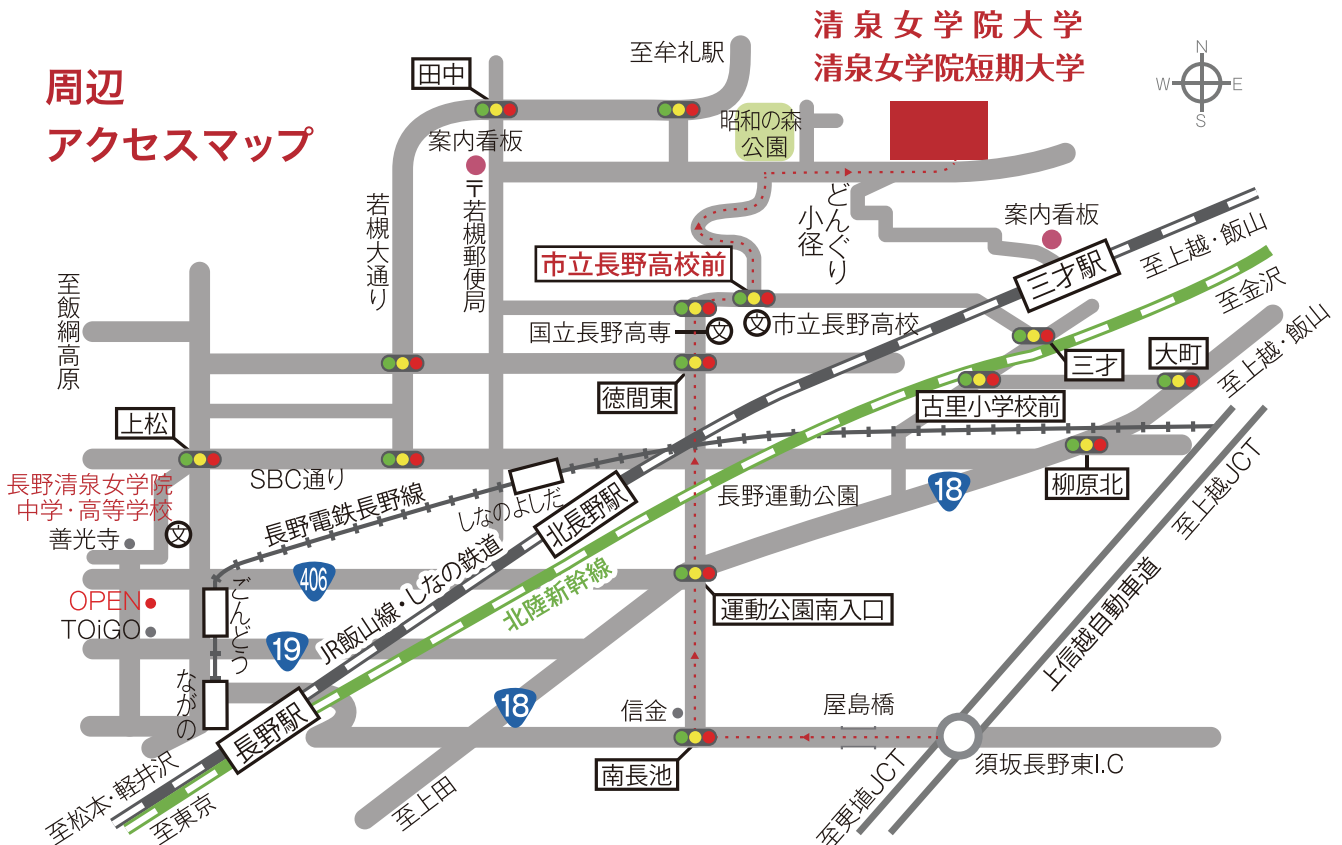 周辺
アクセスマップ
清泉女学院大学
清泉女学院短期大学
N
W
E
S
至牟礼駅
田中
案内看板
〒若槻郵便局
若槻大通り
昭和の森
公園
どんぐり
小径
案内看板
三才駅
至上越・飯山
至金沢
至上越・飯山
市立長野高校前
国立長野高専
文
文
市立長野高校
三才
大町
至飯綱高原
徳間東
古里小学校前
上松
SBC通り
長野清泉女学院
中学・高等学校
文
善光寺
長野電鉄長野線
しなのよしだ
北長野駅
長野運動公園
18
柳原北
至上越JCT
上信越自動車道
406
OPEN
TOiGO
ごんどう
19
JR飯山線・しなの鉄道
北陸新幹線
運動公園南入口
ながの
長野駅
18
信金
屋島橋
南長池
須坂長野東I.C
至松本・軽井沢
至東京
至上田
至更埴JCT